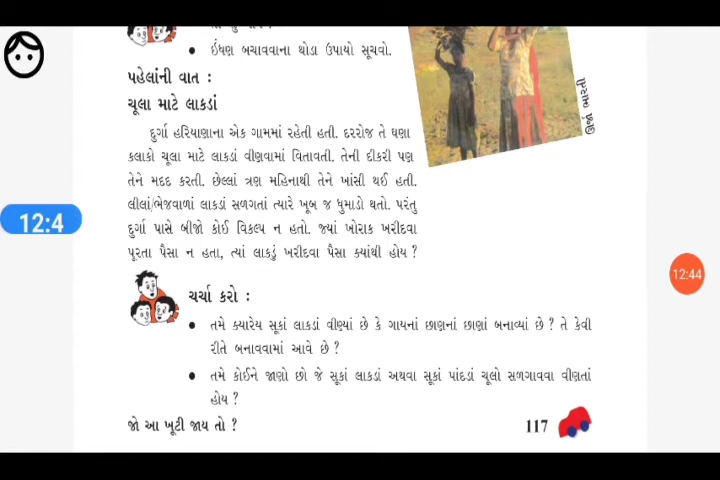 ઇંધણ બચાવવાના થોડા ઉપાયો સૂચવો.
પહેલાંની વાત :
ચૂલા માટે લાકડાં
દુર્ગા હરિયાણાના એક ગામમાં રહેતી હતી. દરરોજ તે ઘણા
કલાકો ચૂલા માટે લાકડાં વીણવામાં વિતાવતી. તેની દીકરી પણ
તેને મદદ કરતી. છેલ્લાં ત્રણ મહિનાથી તેને ખાંસી થઈ હતી.
લીલાં/ભેજવાળાં લાકડાં સળગતાં ત્યારે ખૂબ જ ધુમાડો થતો. પરંતુ
દુર્ગા પાસે બીજો કોઈ વિકલ્પ ન હતો. જ્યાં ખોરાક ખરીદવા
પૂરતા પૈસા ન હતા, ત્યાં લાકડું ખરીદવા પૈસા ક્યાંથી હોય ?
ઊર્જા ભારતી
12:4
12:44
ચર્ચા કરો :
તમે ક્યારેય સૂકાં લાકડાં વીણ્યાં છે કે ગાયનાં છાણનાં છાણાં બનાવ્યાં છે ? તે કેવી
રીતે બનાવવામાં આવે છે ?
તમે કોઈને જાણો છો જે સૂકાં લાકડાં અથવા સૂકાં પાંદડાં ચૂલો સળગાવવા વીણતાં
હોય ?
જો આ ખૂટી જાય તો ?
117